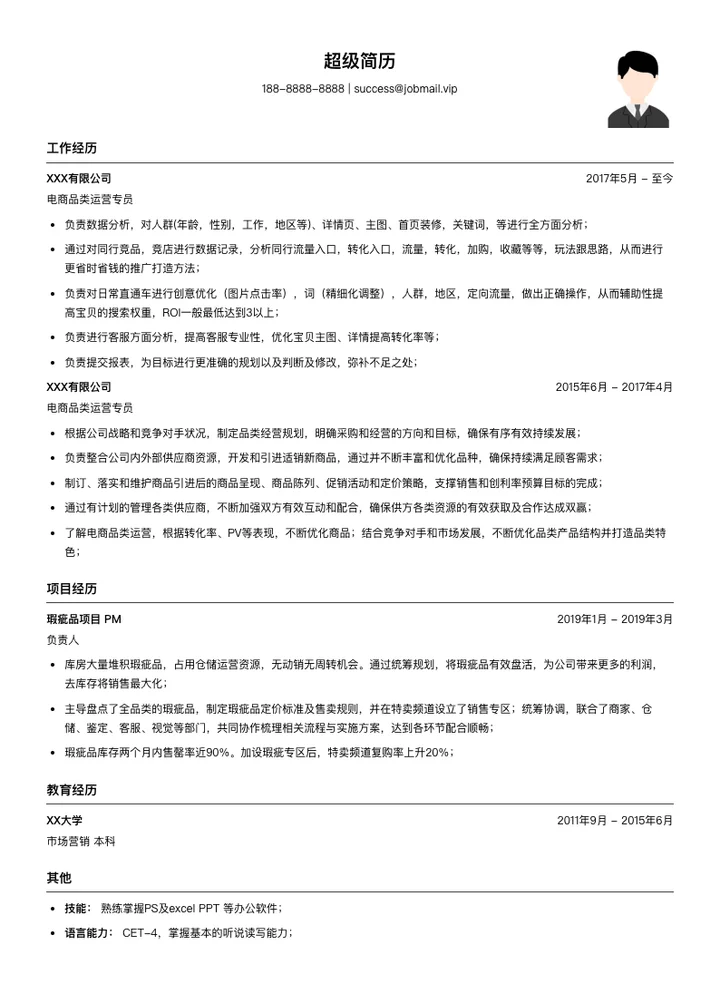 超级简历
188-8888-8888 | success@jobmail.vip
工作经历
XXX有限公司 2017年5月 – 至今
电商品类运营专员
• 负责数据分析，对人群(年龄，性别，工作，地区等)、详情页、主图、首页装修，关键词，等进行全方面分析；
• 通过对同行竞品，竞店进行数据记录，分析同行流量入口，转化入口，流量，转化，加购，收藏等等，玩法跟思路，从而进行
更省时省钱的推广打造方法；
• 负责对日常直通车进行创意优化（图片点击率），词（精细化调整），人群，地区，定向流量，做出正确操作，从而辅助性提
高宝贝的搜索权重，ROI一般最低达到3以上；
• 负责进行客服方面分析，提高客服专业性，优化宝贝主图、详情提高转化率等；
• 负责提交报表，为目标进行更准确的规划以及判断及修改，弥补不足之处；
XXX有限公司 2015年6月 – 2017年4月
电商品类运营专员
• 根据公司战略和竞争对手状况，制定品类经营规划，明确采购和经营的方向和目标，确保有序有效持续发展；
• 负责整合公司内外部供应商资源，开发和引进适销新商品，通过并不断丰富和优化品种，确保持续满足顾客需求；
• 制订、落实和维护商品引进后的商品呈现、商品陈列、促销活动和定价策略，支撑销售和创利率预算目标的完成；
• 通过有计划的管理各类供应商，不断加强双方有效互动和配合，确保供方各类资源的有效获取及合作达成双赢；
• 了解电商品类运营，根据转化率、PV等表现，不断优化商品；结合竞争对手和市场发展，不断优化品类产品结构并打造品类特
色；
项目经历
瑕疵品项目 PM 2019年1月 – 2019年3月
负责人
• 库房大量堆积瑕疵品，占用仓储运营资源，无动销无周转机会。通过统筹规划，将瑕疵品有效盘活，为公司带来更多的利润，
去库存将销售最大化；
• 主导盘点了全品类的瑕疵品，制定瑕疵品定价标准及售卖规则，并在特卖频道设立了销售专区；统筹协调，联合了商家、仓
储、鉴定、客服、视觉等部门，共同协作梳理相关流程与实施方案，达到各环节配合顺畅；
• 瑕疵品库存两个月内售罄率近90%。加设瑕疵专区后，特卖频道复购率上升20%；
教育经历
XX大学 2011年9月 – 2015年6月
市场营销 本科
其他
• 技能： 熟练掌握PS及excel PPT 等办公软件；
• 语言能力： CET-4，掌握基本的听说读写能力；